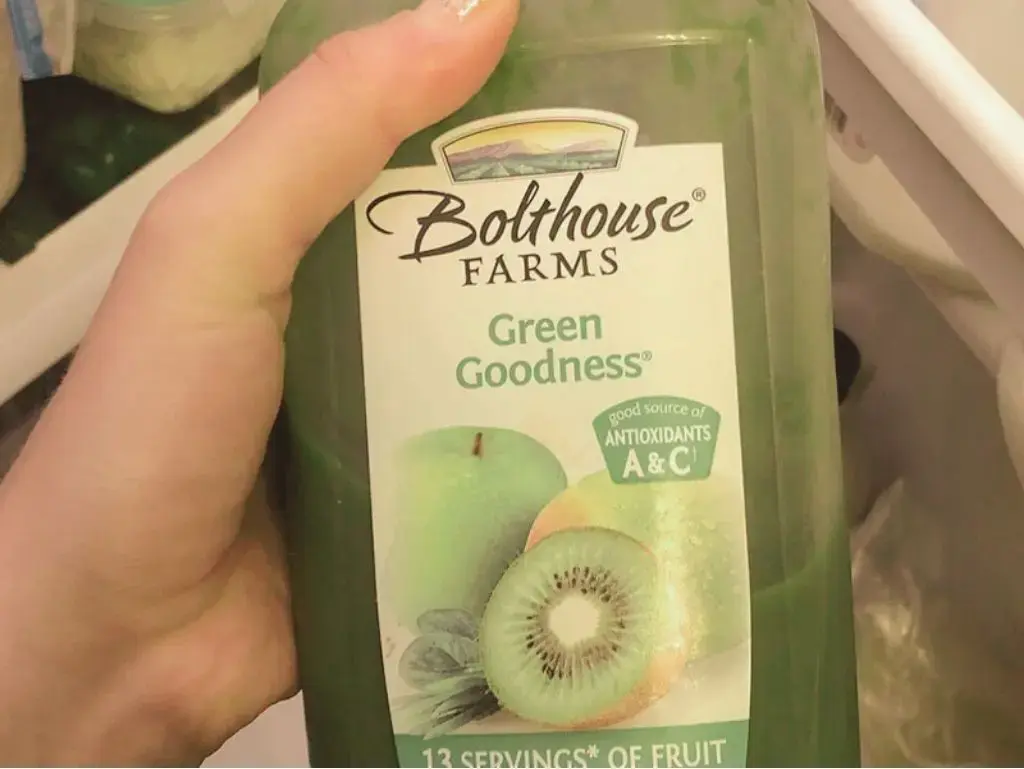 Bolthouse®
FARMS
Green
Goodness®
good source of
ANTIOXIDANTS
A & C†
13 SERVINGS* OF FRUIT